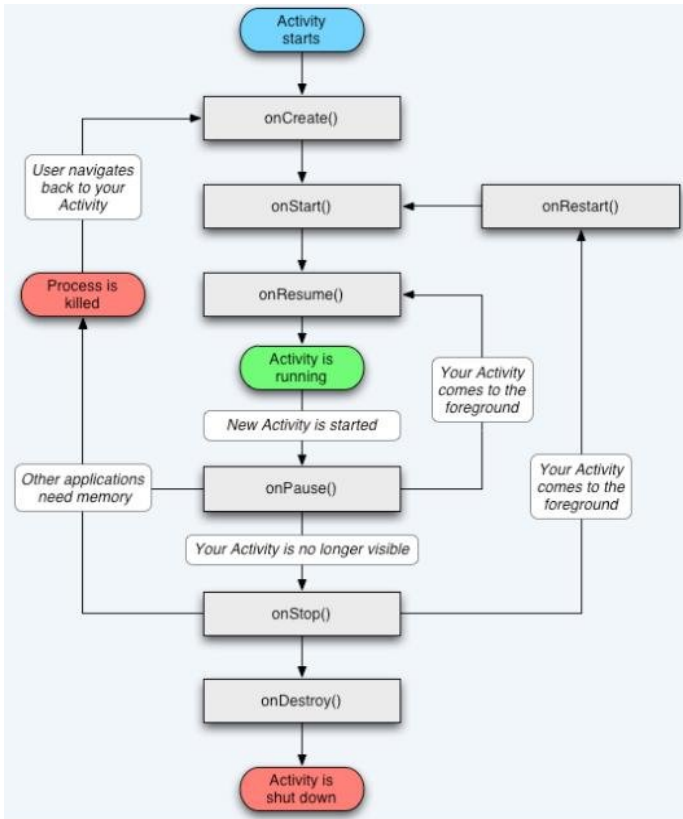 Activity
starts
onCreate()
User navigates
back to your
Activity
onStart()
onRestart()
Process is
killed
onResume()
Activity is
running
Your Activity
comes to the
foreground
New Activity is started
Other applications
need memory
onPause()
Your Activity
comes to the
foreground
Your Activity is no longer visible
onStop()
onDestroy()
Activity is
shut down